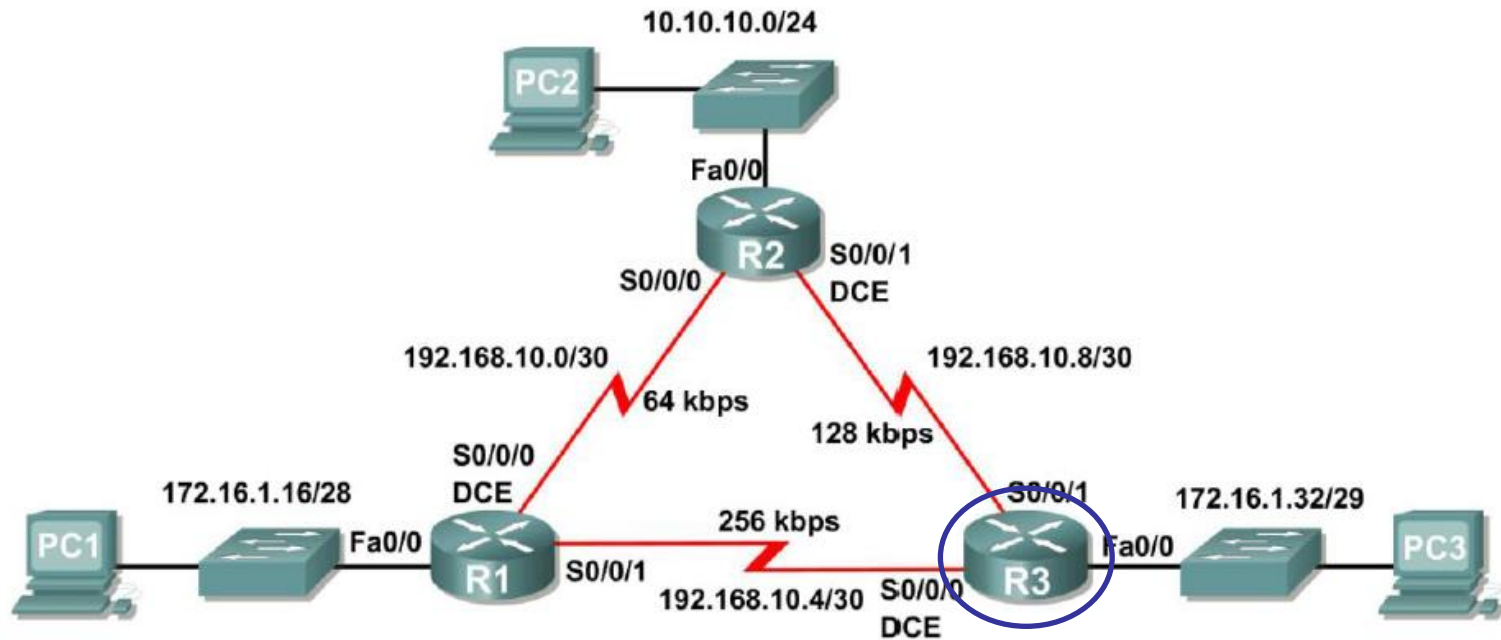 10.10.10.0/24
PC2
Fa0/0
R2
S0/0/0
S0/0/1
DCE
192.168.10.0/30
192.168.10.8/30
64 kbps
128 kbps
S0/0/0
DCE
S0/0/1
172.16.1.16/28
172.16.1.32/29
256 kbps
PC1
Fa0/0
R1
S0/0/1
R3
Fa0/0
PC3
192.168.10.4/30
S0/0/0
DCE